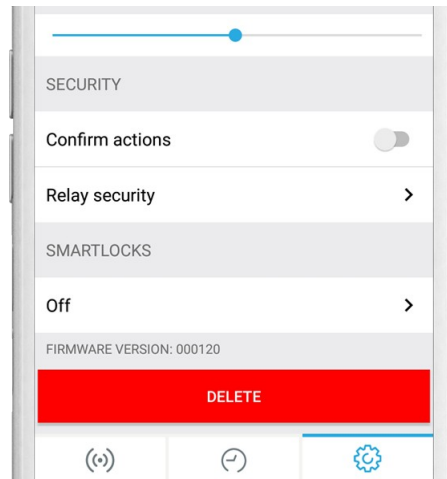 SECURITY
Confirm actions
Relay security
SMARTLOCKS
Off
FIRMWARE VERSION: 000120
DELETE